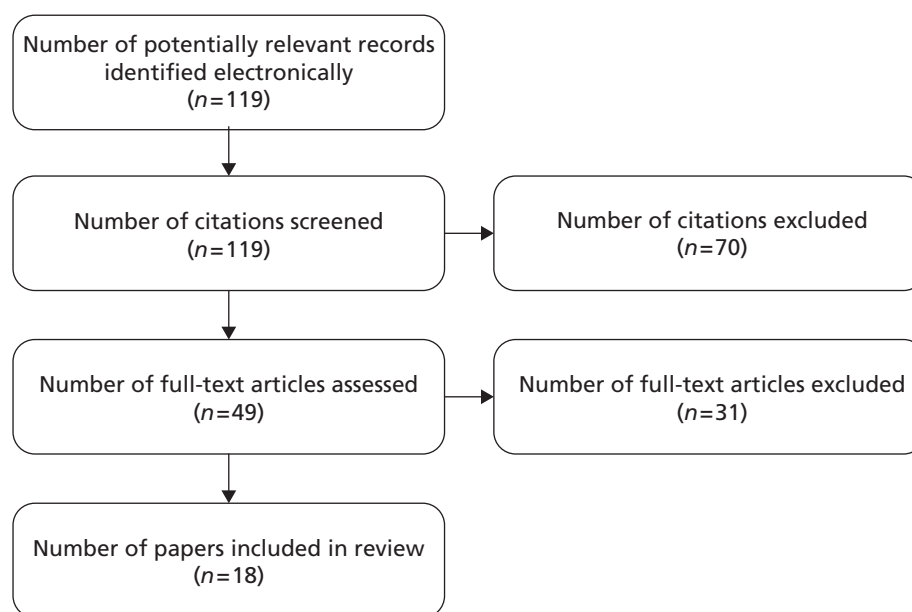 Number of potentially relevant records
identified electronically
(n=119)
Number of citations screened
(n=119)
Number of citations excluded
(n=70)
Number of full-text articles assessed
(n=49)
Number of full-text articles excluded
(n=31)
Number of papers included in review
(n=18)